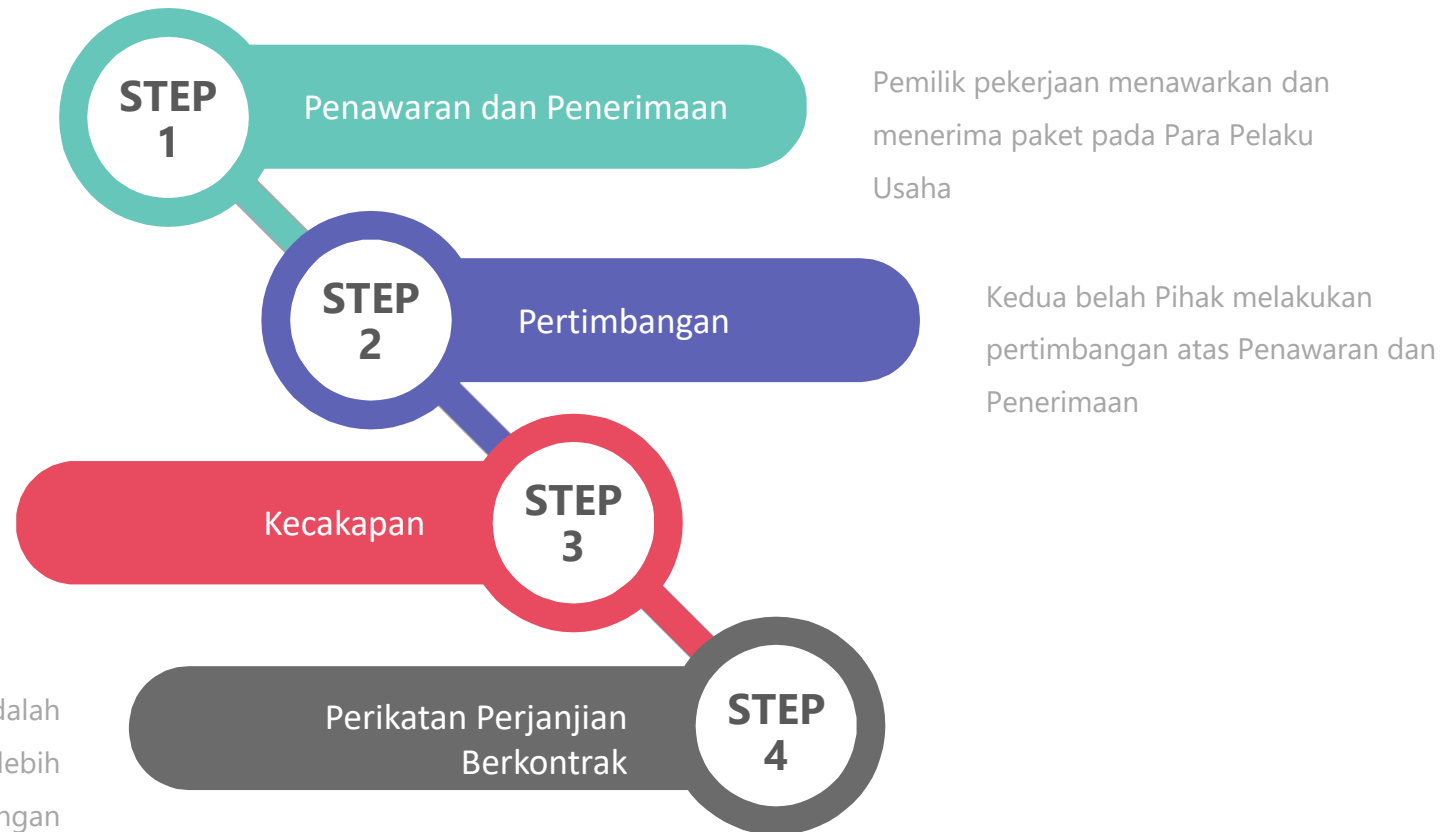 STEP
1
Penawaran dan Penerimaan
Pemilik pekerjaan menawarkan dan
menerima paket pada Para Pelaku
Usaha
STEP
2
Pertimbangan
Kedua belah Pihak melakukan
pertimbangan atas Penawaran dan
Penerimaan
Kecakapan
STEP
3
lebih
Perikatan Perjanjian
Berkontrak
STEP
4